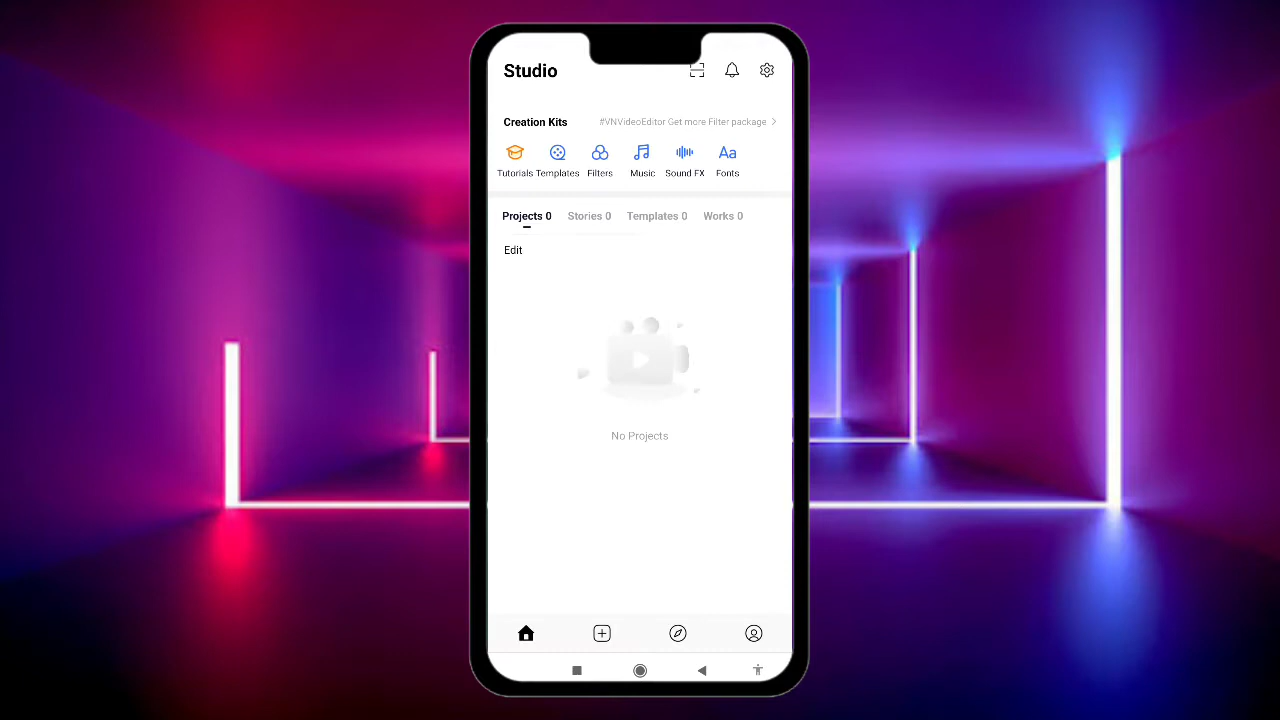 Studio
Creation Kits #VNVideoEditor Get more Filter package
Tutorials Templates Filters Music Sound FX Fonts
Aa
Projects 0 Stories 0 Templates 0 Works 0
Edit
No Projects